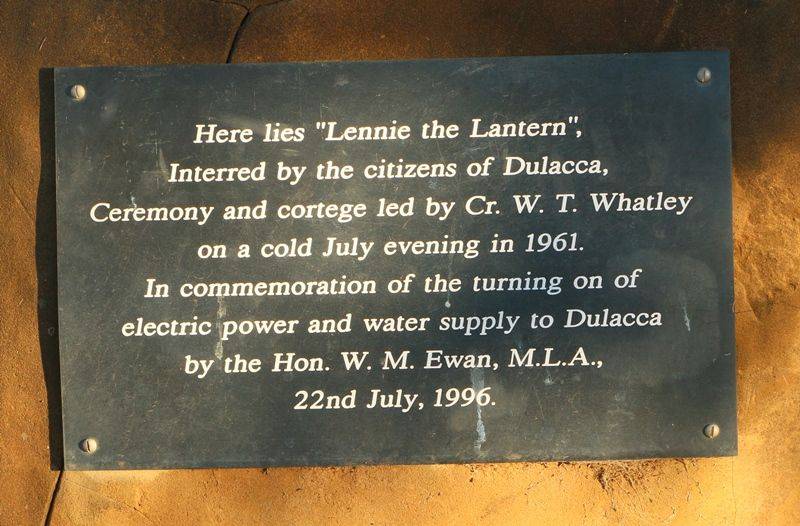 Here lies "Lennie the Lantern",
Interred by the citizens of Dulacca,
Ceremony and cortege led by Cr. W. T. Whatley
on a cold July evening in 1961.
In commemoration of the turning on of
electric power and water supply to Dulacca
by the Hon. W. M. Ewan, M.L.A.,
22nd July, 1996.